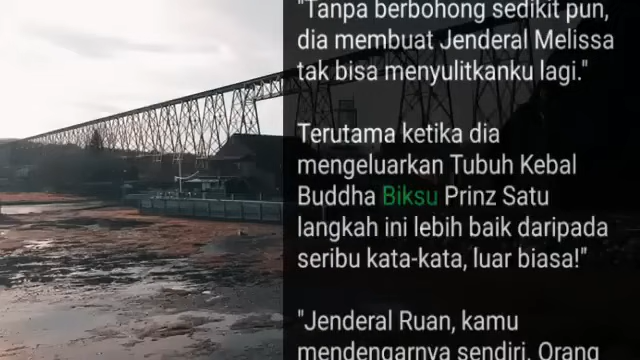 "Tanpa berbohong sedikit pun,
dia membuat Jenderal Melissa
tak bisa menyulitkanku lagi."
Terutama ketika dia
mengeluarkan Tubuh Kebal
Buddha Biksu Prinz Satu
langkah ini lebih baik daripada
seribu kata-kata, luar biasa!"
"Jenderal Ruan, kamu
mendengarnya sendiri. Orang